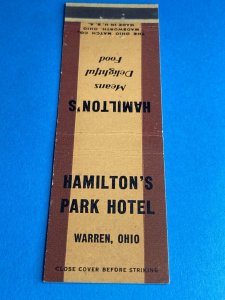 THE OHIO MATCH CO.
WADSWORTH, OHIO
MADE IN U.S.A.
HAMILTON'S
Means
Delightful
Food
HAMILTON'S
PARK HOTEL
WARREN, OHIO
CLOSE COVER BEFORE STRIKING